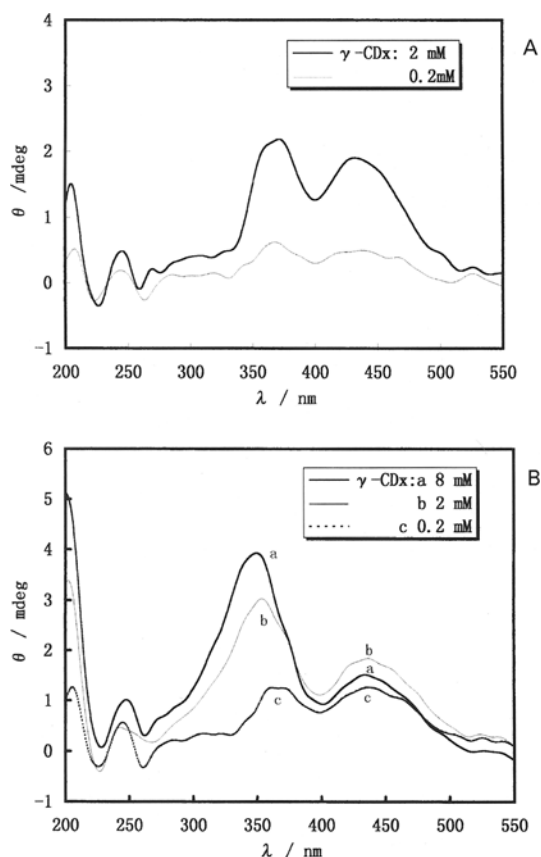 A
4
3
2
1
0
-1
θ /mdeg
γ-CDx: 2 mM
0.2mM
200 250 300 350 400 450 500 550
λ / nm
B
6
5
4
3
2
1
0
-1
θ / mdeg
γ-CDx:a 8 mM
b 2 mM
c 0.2 mM
a
b
c
b
a
c
200 250 300 350 400 450 500 550
λ / nm